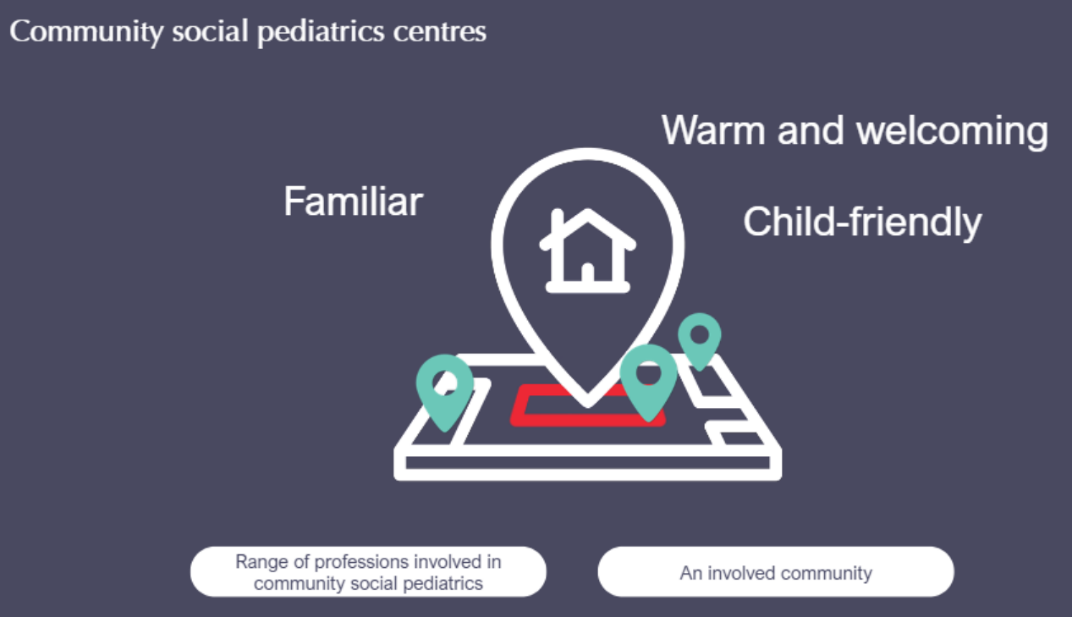 Community social pediatrics centres
Warm and welcoming
Familiar
Child-friendly
Range of professions involved in
community social pediatrics
An involved community